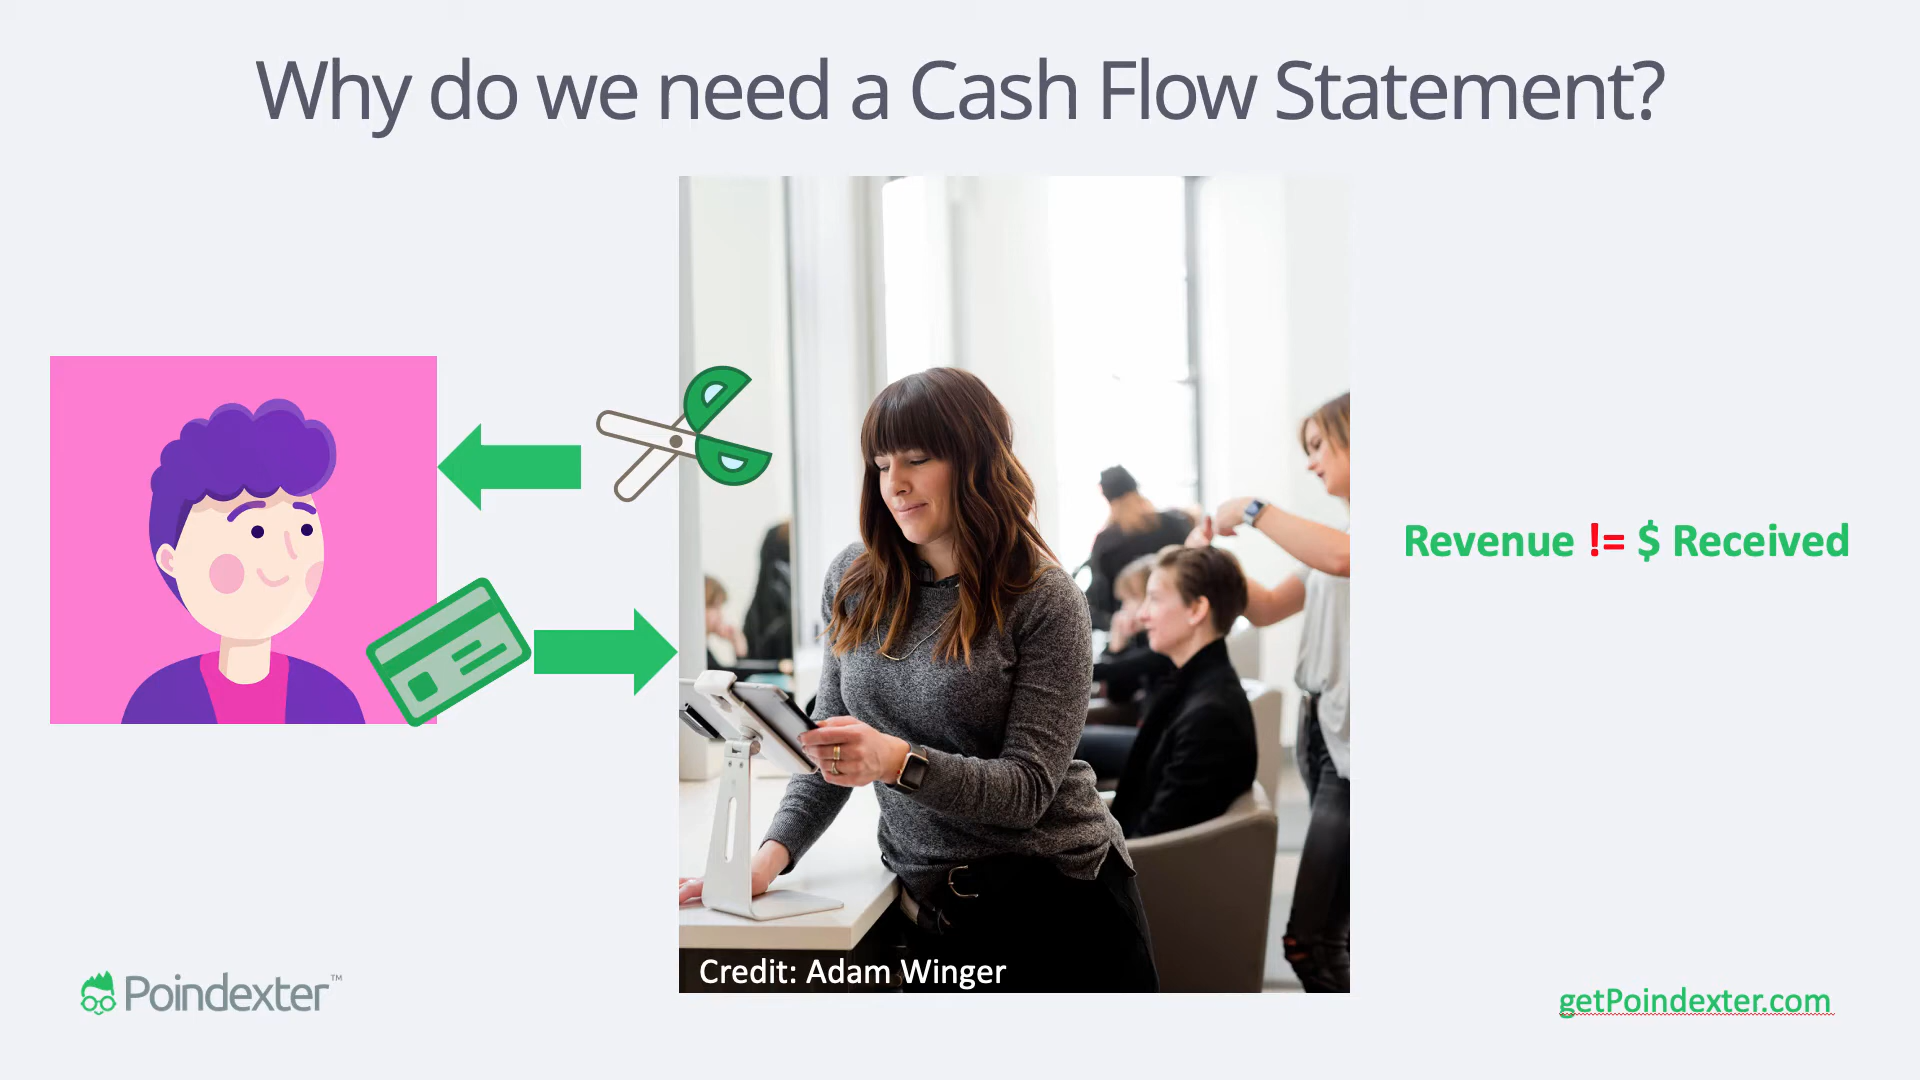 Why do we need a Cash Flow Statement?
Revenue != $ Received
Credit: Adam Winger
Poindexter™
getPoindexter.com